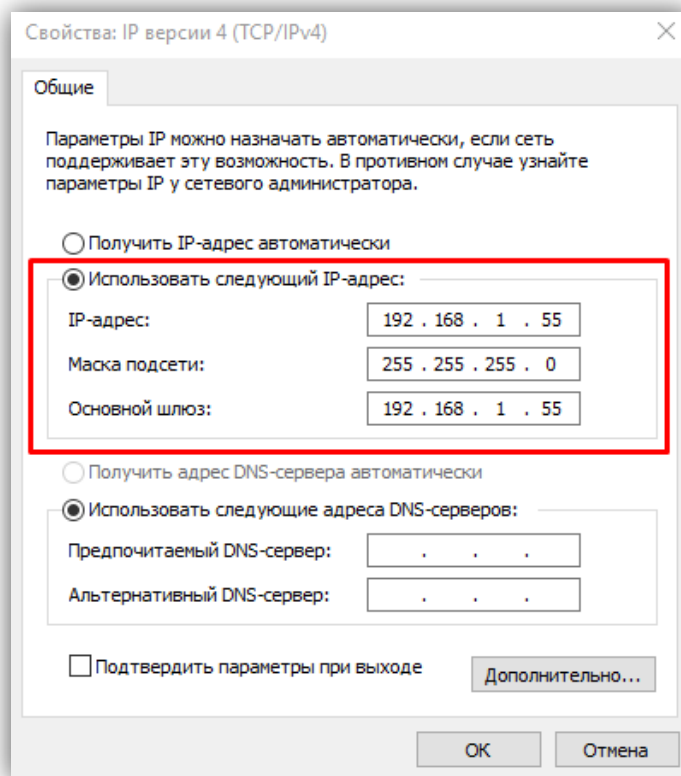 Свойства: IP версии 4 (TCP/IPv4)
Общие
Параметры IP можно назначать автоматически, если сеть
поддерживает эту возможность. В противном случае узнайте
параметры IP у сетевого администратора.
Получить IP-адрес автоматически
Использовать следующий IP-адрес:
IP-адрес: 192 . 168 . 1 . 55
Маска подсети: 255 . 255 . 255 . 0
Основной шлюз: 192 . 168 . 1 . 55
Получить адрес DNS-сервера автоматически
Использовать следующие адреса DNS-серверов:
Предпочитаемый DNS-сервер: . . .
Альтернативный DNS-сервер: . . .
Подтвердить параметры при выходе
Дополнительно...
ОК Отмена